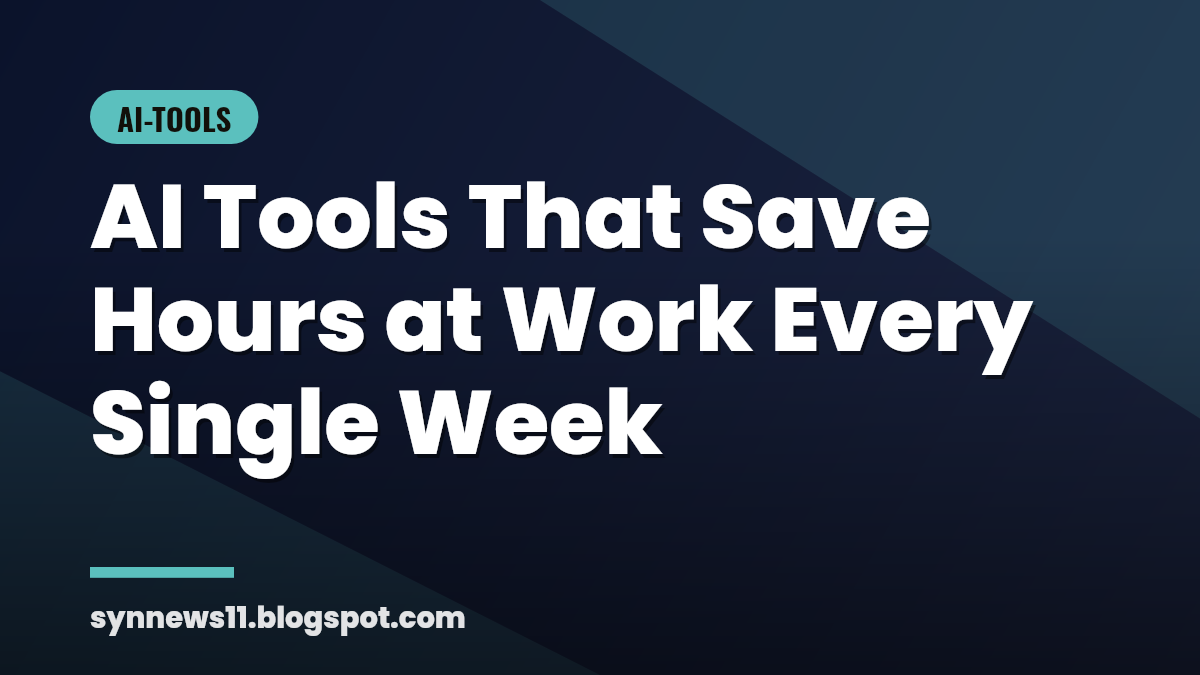 AI-TOOLS
AI Tools That Save
Hours at Work Every
Single Week
synnews11.blogspot.com